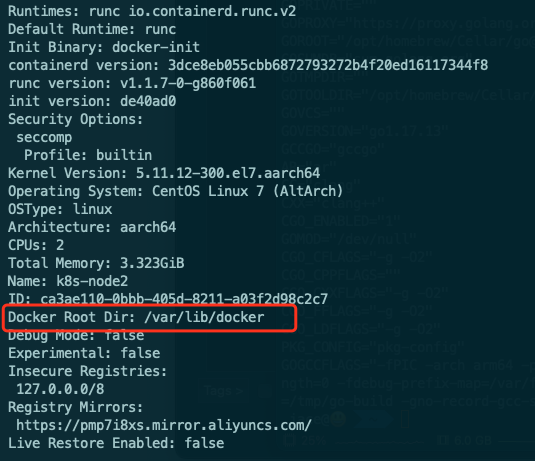 Runtimes: runc io.containerd.runc.v2
Default Runtime: runc
Init Binary: docker-init
containerd version: 3dce8eb055cbb6872793272b4f20ed16117344f8
runc version: v1.1.7-0-g860f061
init version: de40ad0
Security Options:
 seccomp
  Profile: builtin
Kernel Version: 5.11.12-300.el7.aarch64
Operating System: CentOS Linux 7 (AltArch)
OSType: linux
Architecture: aarch64
CPUs: 2
Total Memory: 3.323GiB
Name: k8s-node2
ID: ca3ae110-0bbb-405d-8211-a03f2d98c2c7
Docker Root Dir: /var/lib/docker
Debug Mode: false
Experimental: false
Insecure Registries:
 127.0.0.0/8
Registry Mirrors:
 https://pmp7i8xs.mirror.aliyuncs.com/
Live Restore Enabled: false